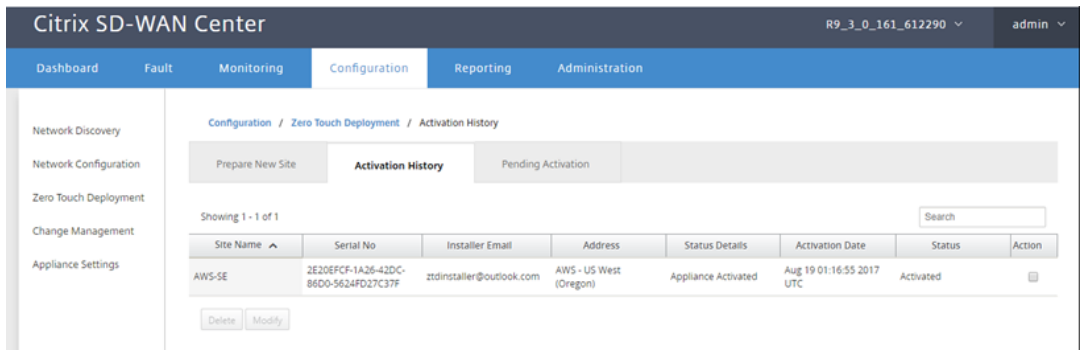 Citrix SD-WAN Center
R9_3_0_161_612290
admin
Dashboard
Fault
Monitoring
Configuration
Reporting
Administration
Network Discovery
Network Configuration
Zero Touch Deployment
Change Management
Appliance Settings
Configuration / Zero Touch Deployment / Activation History
Prepare New Site
Activation History
Pending Activation
Showing 1 - 1 of 1
Search
Site Name
Serial No
Installer Email
Address
Status Details
Activation Date
Status
Action
AWS-SE
2E20EFCF-1A26-42DC-
86D0-5624FD27C37F
ztdinstaller@outlook.com
AWS - US West
(Oregon)
Appliance Activated
Aug 19 01:16:55 2017
UTC
Activated
Delete
Modify